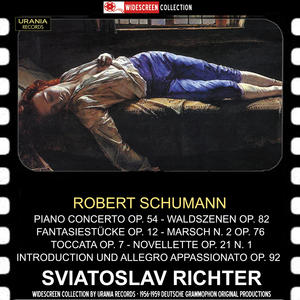 URANIA
RECORDS
WIDESCREEN COLLECTION
ROBERT SCHUMANN
PIANO CONCERTO OP. 54 - WALDSZENEN OP. 82
FANTASIESTÜCKE OP. 12 - MARSCH N. 2 OP. 76
TOCCATA OP. 7 - NOVELLETTE OP. 21 N. 1
INTRODUCTION UND ALLEGRO APPASSIONATO OP. 92
SVIATOSLAV RICHTER
WIDESCREEN COLLECTION BY URANIA RECORDS - 1956-1959 DEUTSCHE GRAMMOPHON ORIGINAL PRODUCTIONS